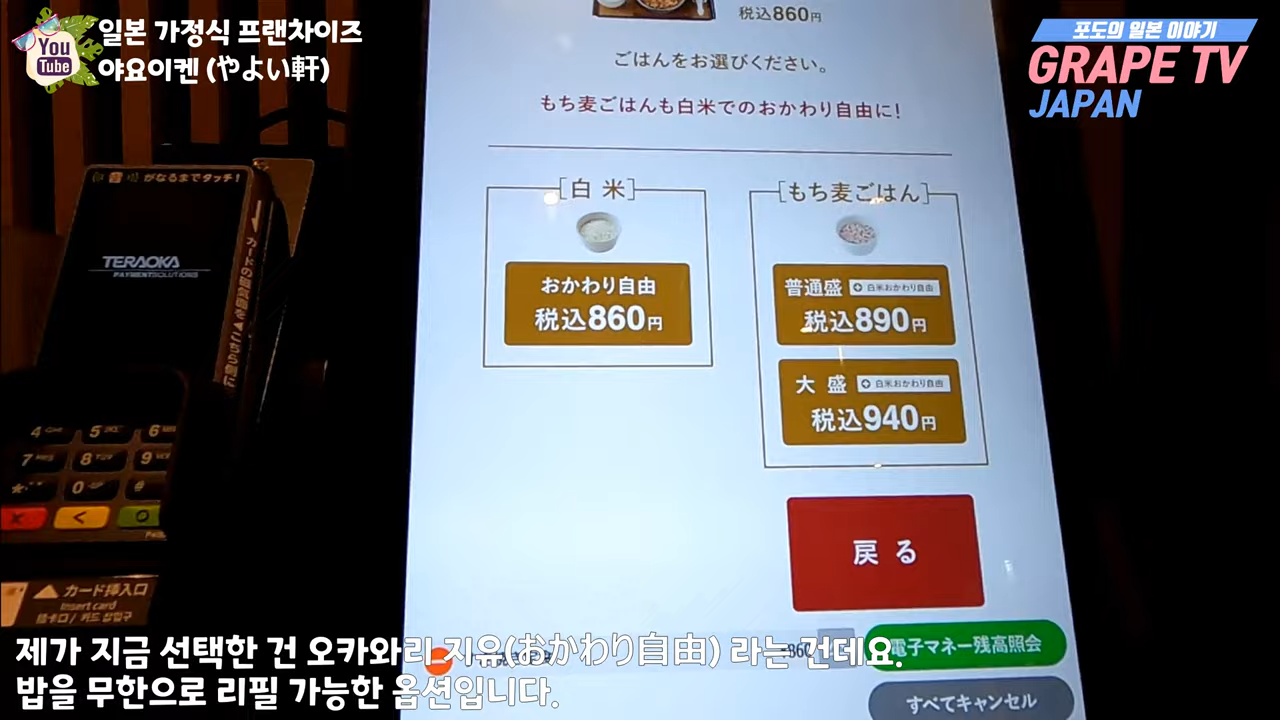 You
Tube
일본 가정식 프랜차이즈
야요이켄 (やよい軒)
포도의 일본 이야기
GRAPE TV
JAPAN
税込860円
ごはんをお選びください。
もち麦ごはんも白米でのおかわり自由に!
[白 米]
おかわり自由
税込860円
[もち麦ごはん]
普通盛 + 白米おかわり自由
税込890円
大 盛 + 白米おかわり自由
税込940円
戻 る
電子マネー残高照会
すべてキャンセル
がなるまでタッチ!
TERAOKA
PAYMENT SOLUTIONS
4 5 6
7 8 9
* 0 #
カード挿入口
Insert card
제가 지금 선택한 건 오카와리 지유(おかわり自由) 라는 건데요.
밥을 무한으로 리필 가능한 옵션입니다.